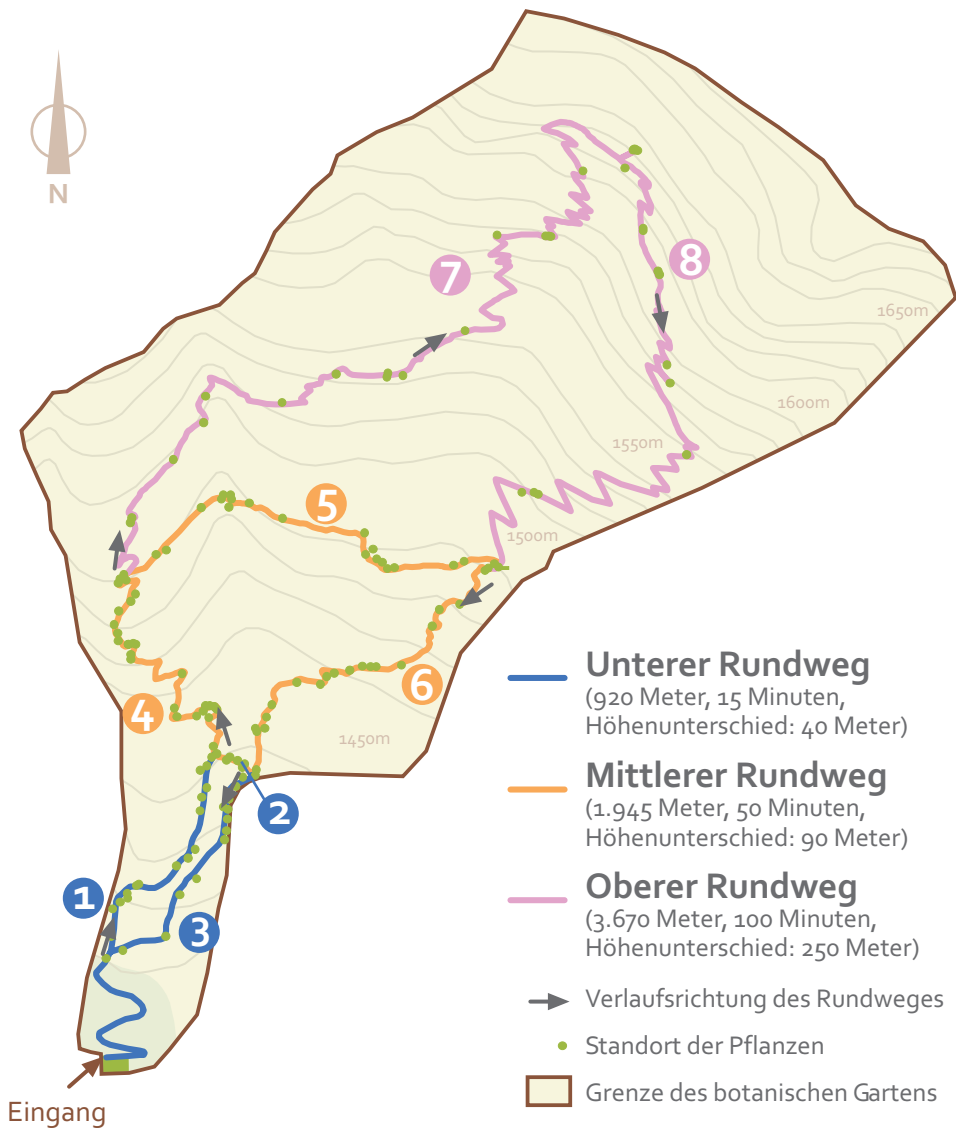 N
7
8
1650m
1600m
1550m
5
1500m
6
4
1450m
2
1
3
Eingang
Unterer Rundweg
(920 Meter, 15 Minuten,
Höhenunterschied: 40 Meter)
Mittlerer Rundweg
(1.945 Meter, 50 Minuten,
Höhenunterschied: 90 Meter)
Oberer Rundweg
(3.670 Meter, 100 Minuten,
Höhenunterschied: 250 Meter)
Verlaufsrichtung des Rundweges
Standort der Pflanzen
Grenze des botanischen Gartens